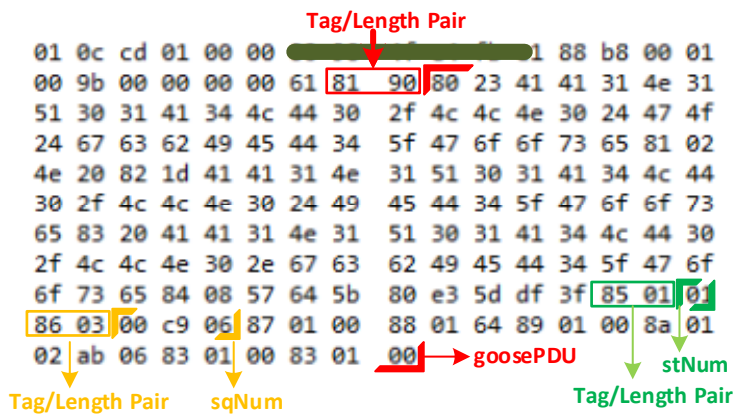 Tag/Length Pair
01 0c cd 01 00 00 1 88 b8 00 01
00 9b 00 00 00 00 61 81 90 80 23 41 41 31 4e 31
51 30 31 41 34 4c 44 30 2f 4c 4c 4e 30 24 47 4f
24 67 63 62 49 45 44 34 5f 47 6f 6f 73 65 81 02
4e 20 82 1d 41 41 31 4e 31 51 30 31 41 34 4c 44
30 2f 4c 4c 4e 30 24 49 45 44 34 5f 47 6f 6f 73
65 83 20 41 41 31 4e 31 51 30 31 41 34 4c 44 30
2f 4c 4c 4e 30 2e 67 63 62 49 45 44 34 5f 47 6f
6f 73 65 84 08 57 64 5b 80 e3 5d df 3f 85 01 01
86 03 00 c9 06 87 01 00 88 01 64 89 01 00 8a 01
02 ab 06 83 01 00 83 01 00 goosePDU
stNum
Tag/Length Pair sqNum Tag/Length Pair